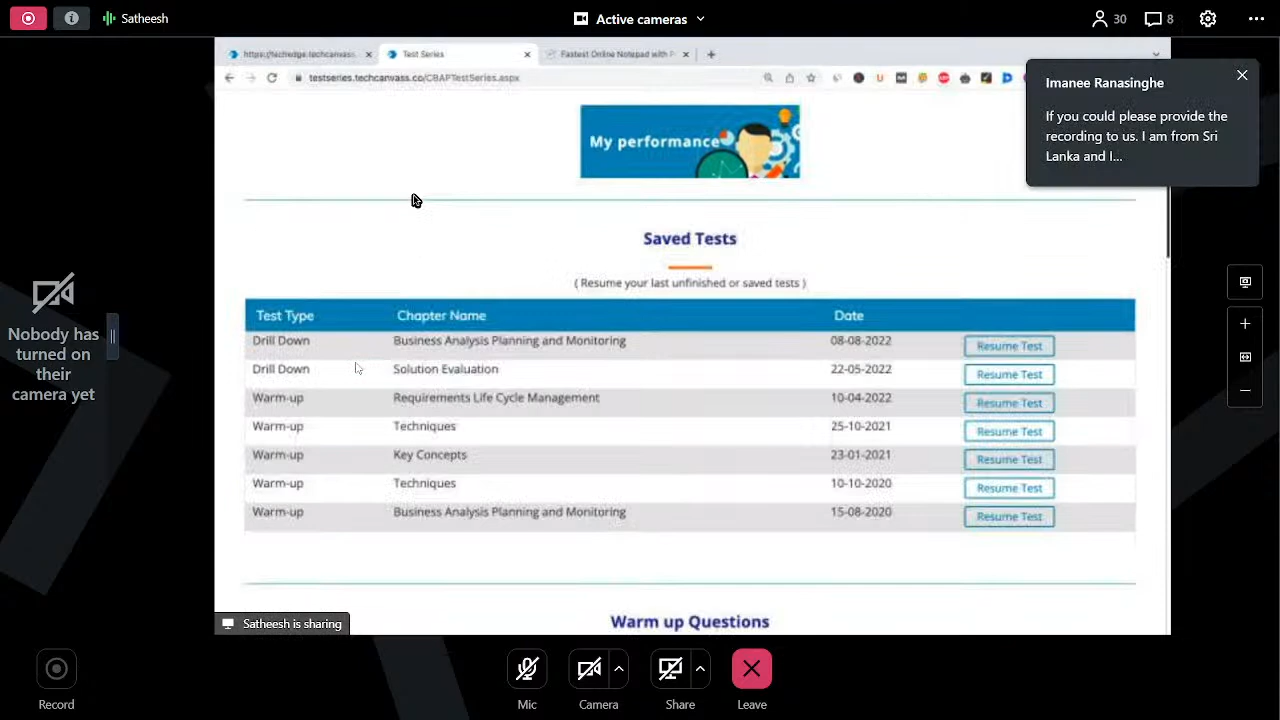 Satheesh
Active cameras
30
8
https://techedge.techcanvass.
Test Series
Fastest Online Notepad with F
testseries.techcanvass.co/CBAPTestSeries.aspx
Imanee Ranasinghe
If you could please provide the
recording to us. I am from Sri
Lanka and I...
My performance
Saved Tests
( Resume your last unfinished or saved tests )
Test Type Chapter Name Date
Drill Down Business Analysis Planning and Monitoring 08-08-2022 Resume Test
Drill Down Solution Evaluation 22-05-2022 Resume Test
Warm-up Requirements Life Cycle Management 10-04-2022 Resume Test
Warm-up Techniques 25-10-2021 Resume Test
Warm-up Key Concepts 23-01-2021 Resume Test
Warm-up Techniques 10-10-2020 Resume Test
Warm-up Business Analysis Planning and Monitoring 15-08-2020 Resume Test
Nobody has
turned on
their
camera yet
Warm up Questions
Satheesh is sharing
Record
Mic
Camera
Share
Leave